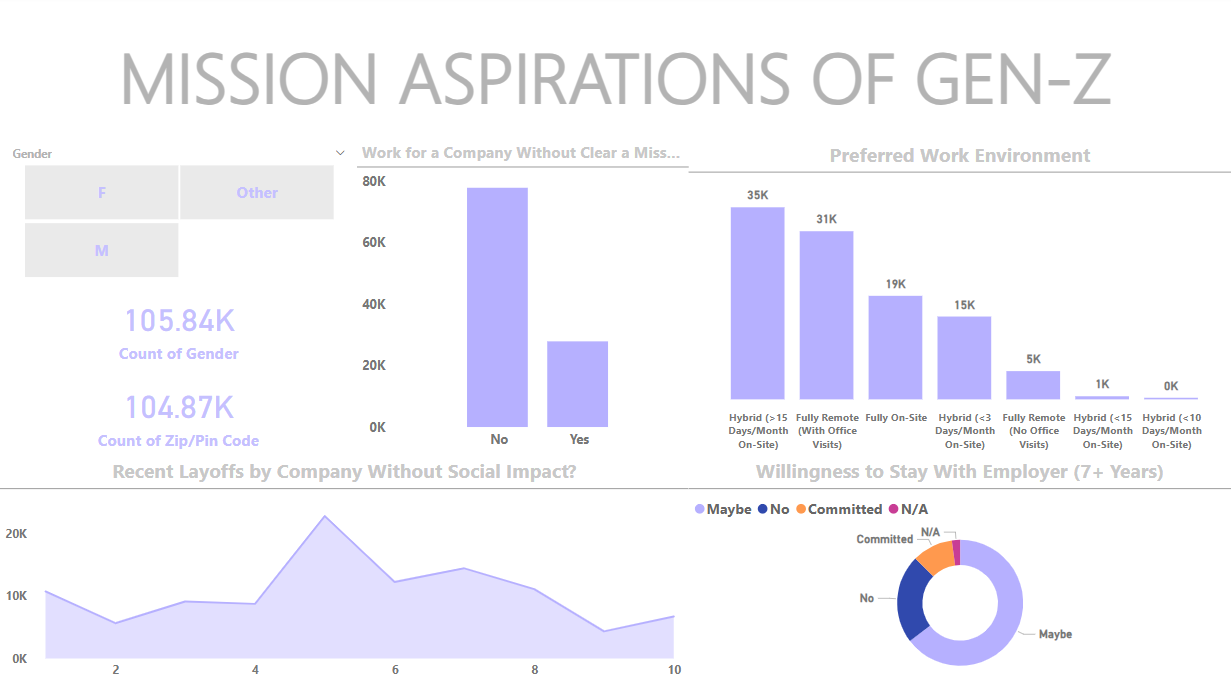 MISSION ASPIRATIONS OF GEN-Z
Gender
F
Other
M
105.84K
Count of Gender
104.87K
Count of Zip/Pin Code
Work for a Company Without Clear a Miss...
80K
60K
40K
20K
0K
No
Yes
Preferred Work Environment
35K
31K
19K
15K
5K
1K
0K
Hybrid (>15
Days/Month
On-Site)
Fully Remote
(With Office
Visits)
Fully On-Site
Hybrid (<3
Days/Month
On-Site)
Fully Remote
(No Office
Visits)
Hybrid (<15
Days/Month
On-Site)
Hybrid (<10
Days/Month
On-Site)
Recent Layoffs by Company Without Social Impact?
20K
10K
0K
2
4
6
8
10
Willingness to Stay With Employer (7+ Years)
Maybe
No
Committed
N/A
N/A
Committed
No
Maybe